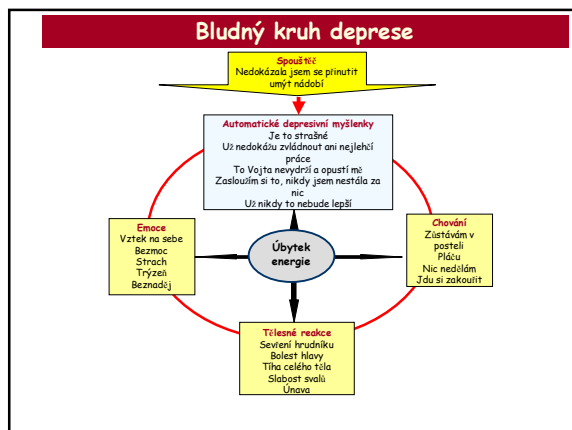 Bludný kruh deprese
Spouštěč
Nedokázala jsem se přinutit
umýt nádobí
Automatické depresivní myšlenky
Je to strašné
Už nedokážu zvládnout ani nejlehčí
práce
To Vojta nevydrží a opustí mě
Zasloužím si to, nikdy jsem nestála za
nic
Už nikdy to nebude lepší
Emoce
Vztek na sebe
Bezmoc
Strach
Trýzeň
Beznaděj
Úbytek
energie
Chování
Zůstávám v
posteli
Pláču
Nic nedělám
Jdu si zakouřit
Tělesné reakce
Sevření hrudníku
Bolest hlavy
Tíha celého těla
Slabost svalů
Únava